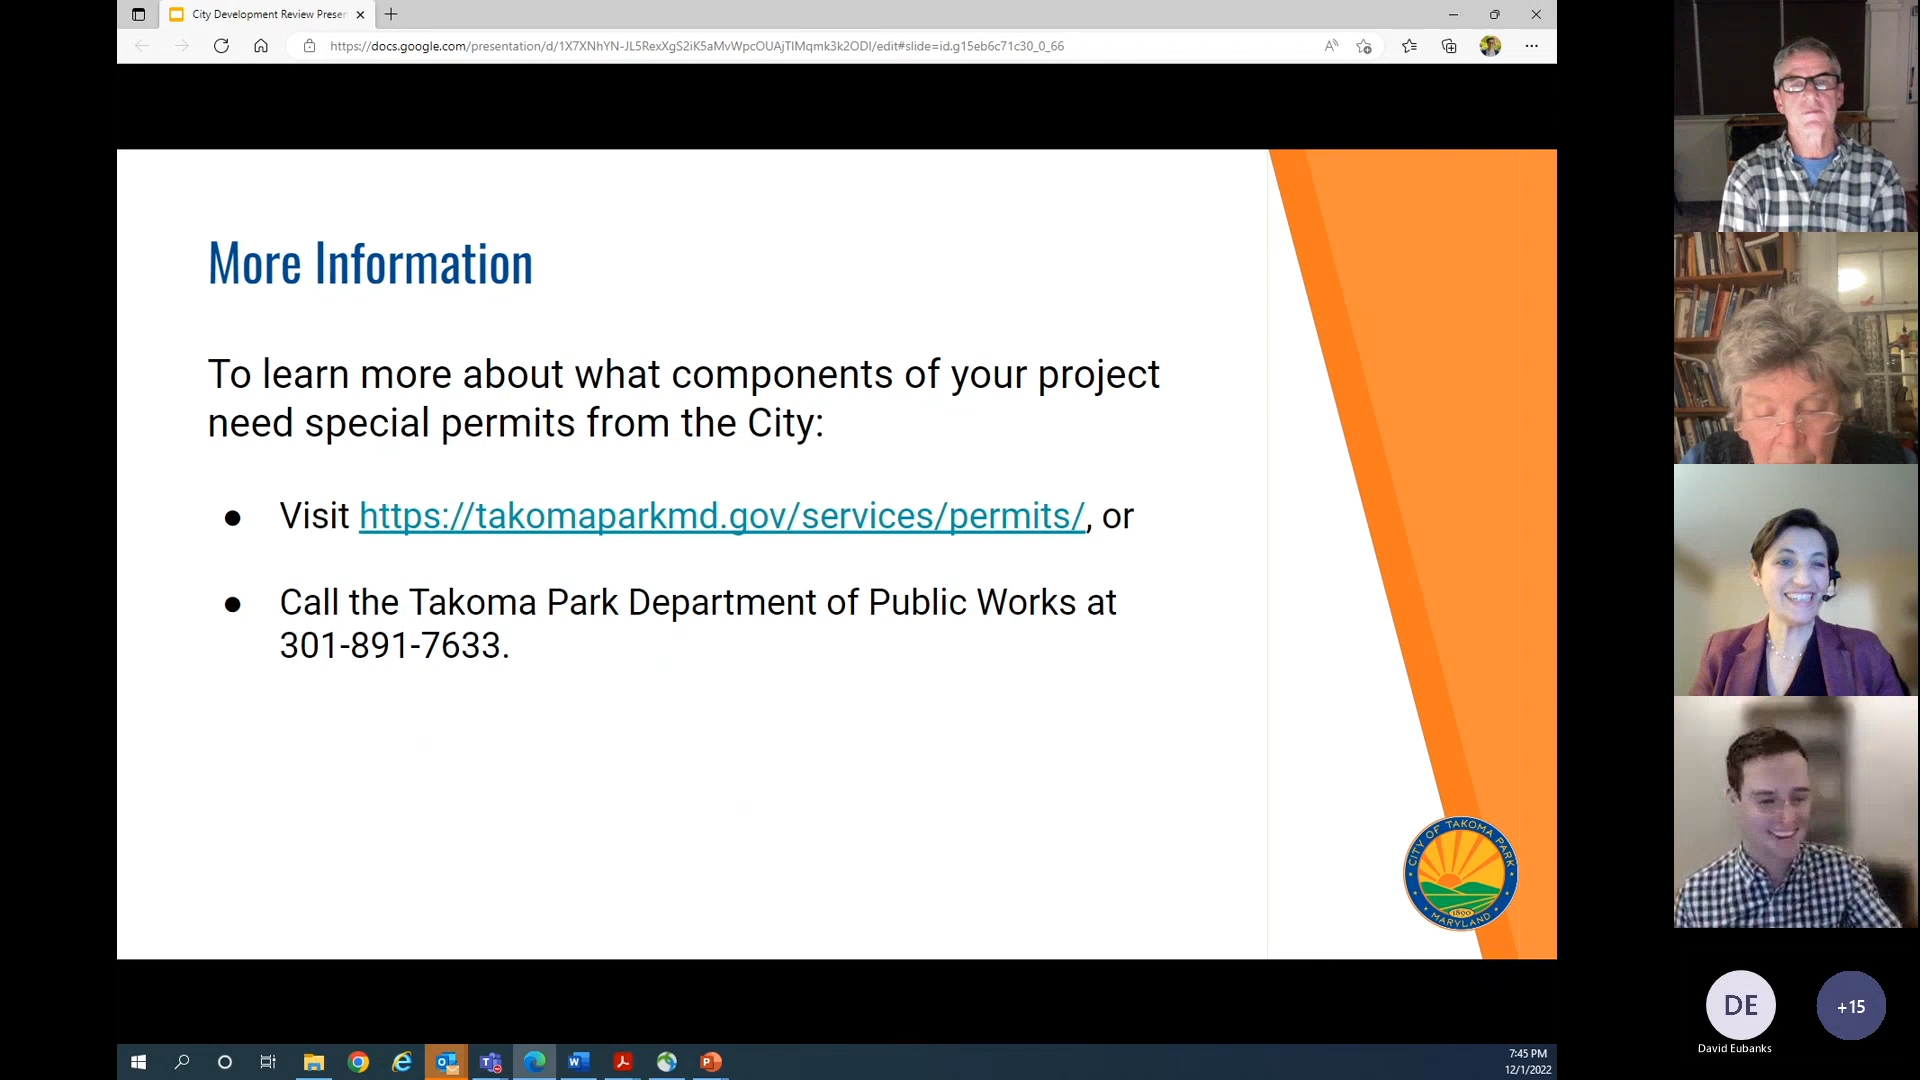 City Development Review Presen
https://docs.google.com/presentation/d/1X7XNhYN-JL5RexXgS2iK5aMvWpcOUAjTIMqmk3k2ODI/edit#slide=id.g15eb6c71c30_0_66
More Information
To learn more about what components of your project
need special permits from the City:
● Visit https://takomaparkmd.gov/services/permits/, or
● Call the Takoma Park Department of Public Works at
301-891-7633.
CITY OF TAKOMA PARK
1890
MARYLAND
DE
+15
David Eubanks
7:45 PM
12/1/2022